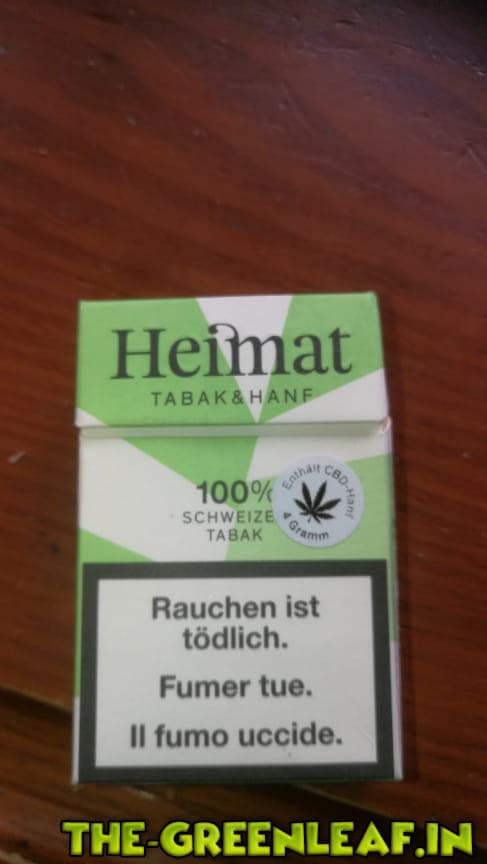 Heimat
TABAK & HANF
100%
SCHWEIZE
TABAK
Enthält CBD-Hanf
4 Gramm
Rauchen ist
tödlich.
Fumer tue.
Il fumo uccide.
THE-GREENLEAF.IN